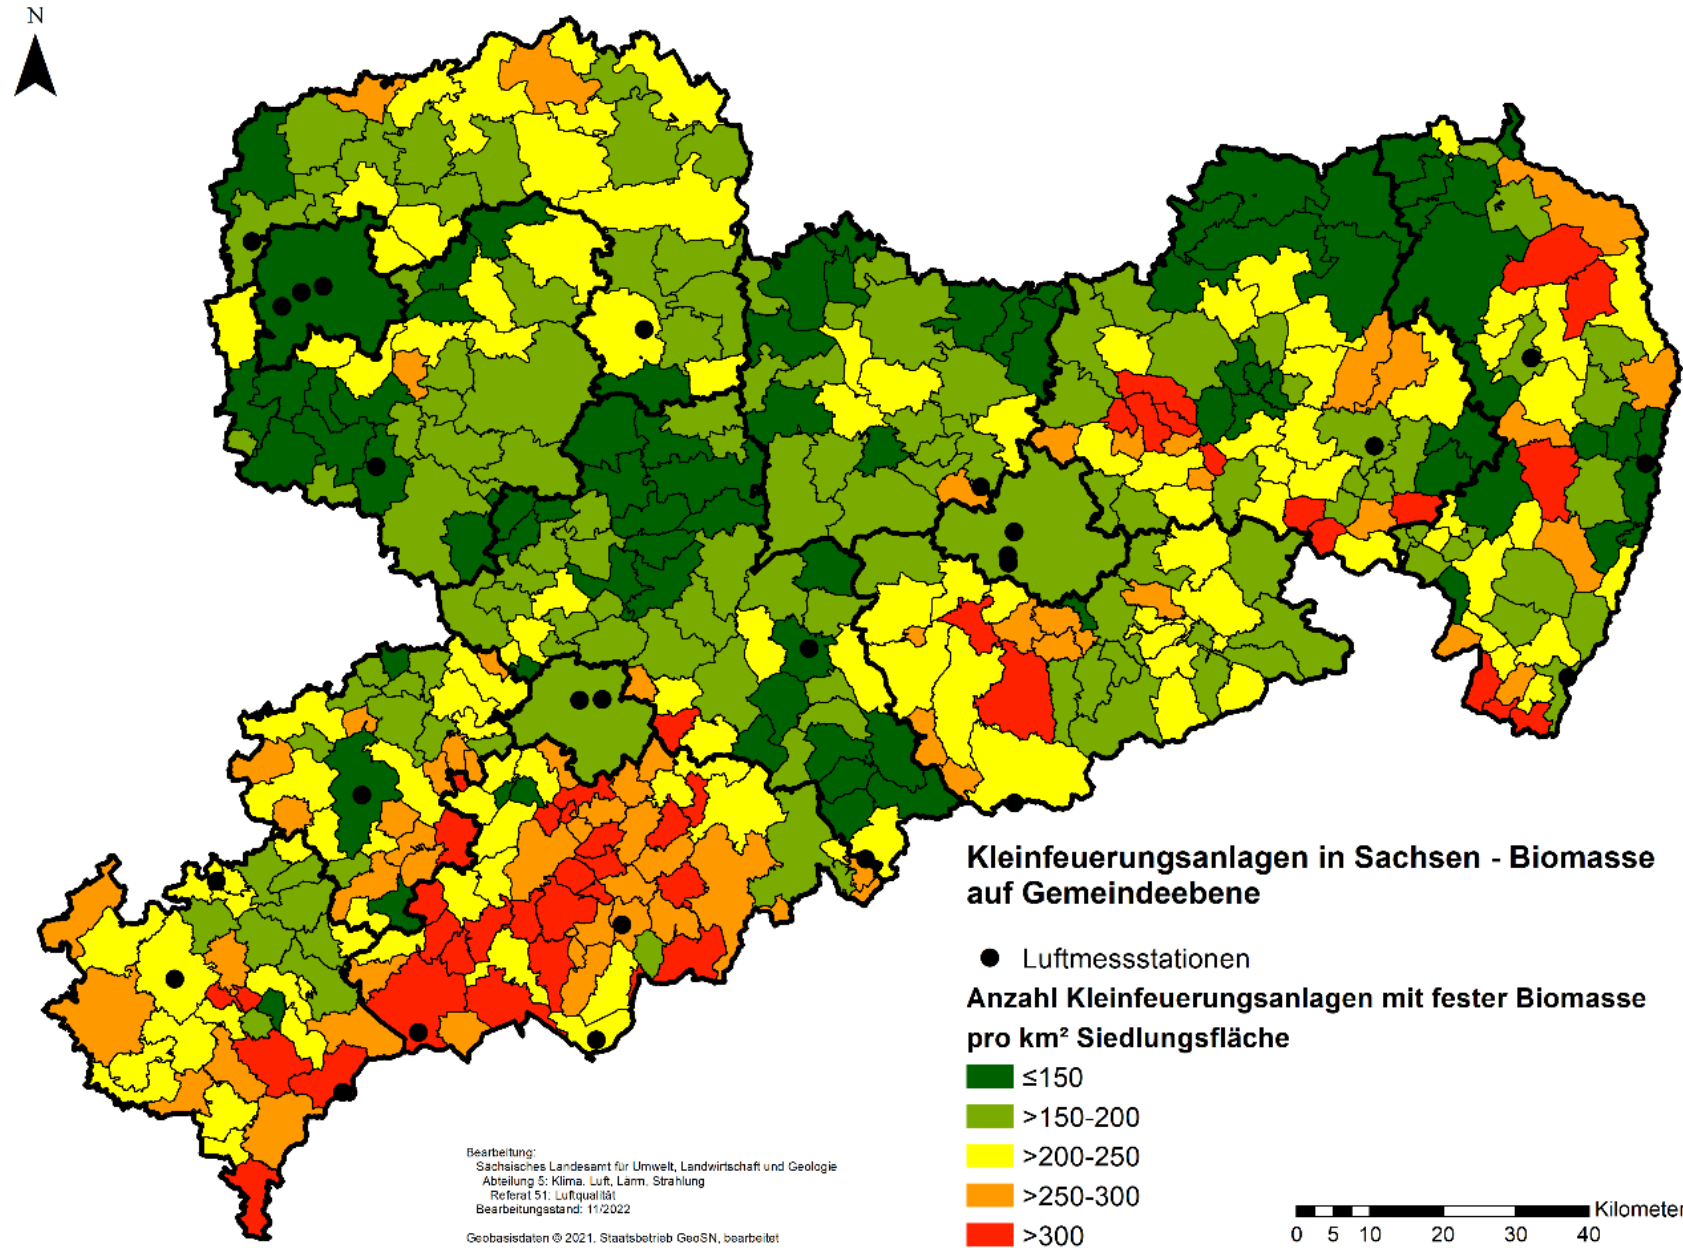 N
Kleinfeuerungsanlagen in Sachsen - Biomasse
auf Gemeindeebene
Luftmessstationen
Anzahl Kleinfeuerungsanlagen mit fester Biomasse
pro km² Siedlungsfläche
≤150
>150-200
>200-250
>250-300
>300
Bearbeitung:
Sächsisches Landesamt für Umwelt, Landwirtschaft und Geologie
Abteilung 5: Klima, Luft, Lärm, Strahlung
Referat 51: Luftqualität
Bearbeitungsstand: 11/2022
Geobasisdaten © 2021, Staatsbetrieb GeoSN, bearbeitet
Kilometer
0 5 10 20 30 40